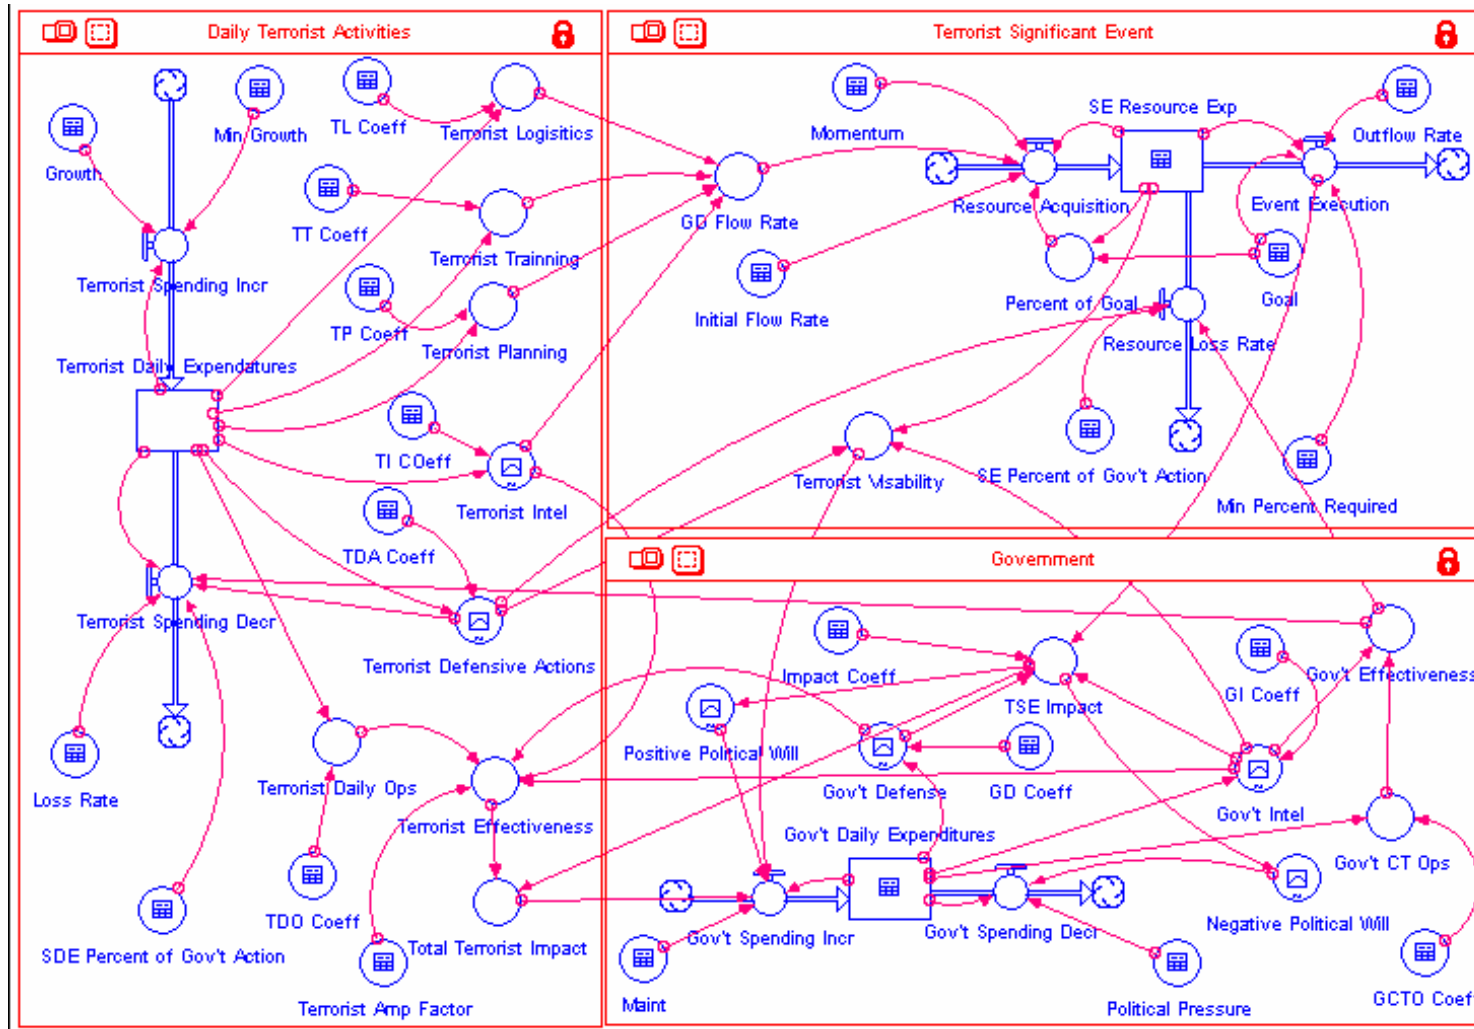 Daily Terrorist Activities
Growth
Min Growth
TL Coeff
Terrorist Logisitics
TT Coeff
Terrorist Trainning
Terrorist Spending Incr
TP Coeff
Terrorist Planning
Terrorist Daily Expendatures
TI COeff
Terrorist Intel
TDA Coeff
Terrorist Spending Decr
Terrorist Defensive Actions
Loss Rate
Terrorist Daily Ops
Terrorist Effectiveness
TDO Coeff
SDE Percent of Gov't Action
Total Terrorist Impact
Terrorist Amp Factor
Terrorist Significant Event
Momentum
SE Resource Exp
Outflow Rate
GD Flow Rate
Resource Acquisition
Event Execution
Initial Flow Rate
Percent of Goal
Goal
Resource Loss Rate
Terrorist Visability
SE Percent of Gov't Action
Min Percent Required
Government
Impact Coeff
TSE Impact
GI Coeff
Gov't Effectiveness
Positive Political Will
Gov't Defense
GD Coeff
Gov't Intel
Gov't Daily Expenditures
Gov't CT Ops
Gov't Spending Incr
Gov't Spending Decr
Negative Political Will
Maint
Political Pressure
GCTO Coeff